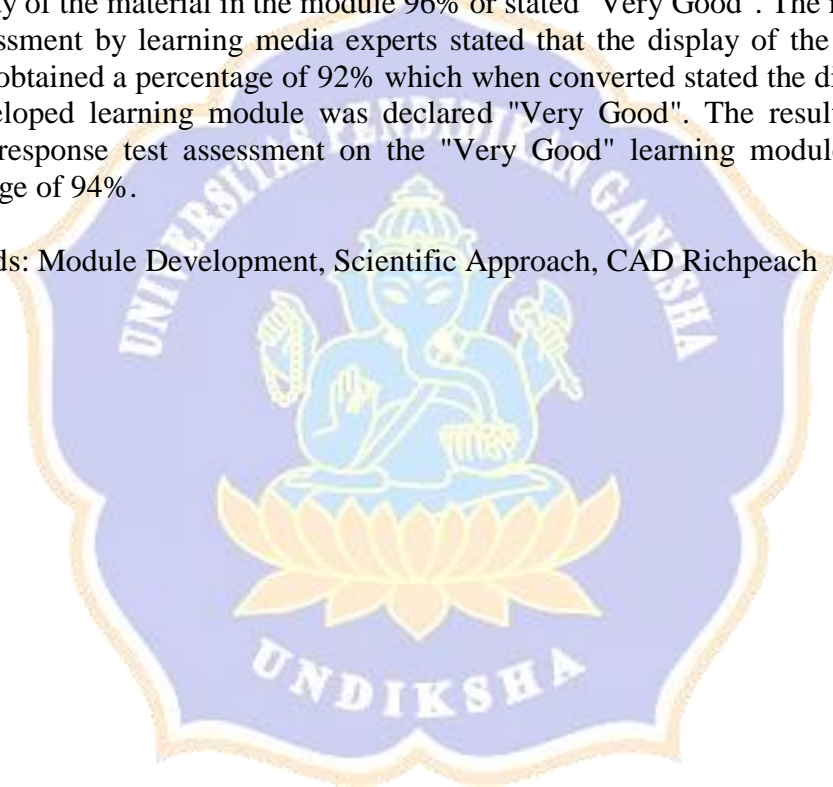 y of the material in the module 96% or stated "Very Good". The
ssment by learning media experts stated that the display of the
obtained a percentage of 92% which when converted stated the di
eloped learning module was declared "Very Good". The result
response test assessment on the "Very Good" learning module
ge of 94%.
ds: Module Development, Scientific Approach, CAD Richpeach
UNIVERSITAS PENDIDIKAN GANESHA
UNDIKSHA